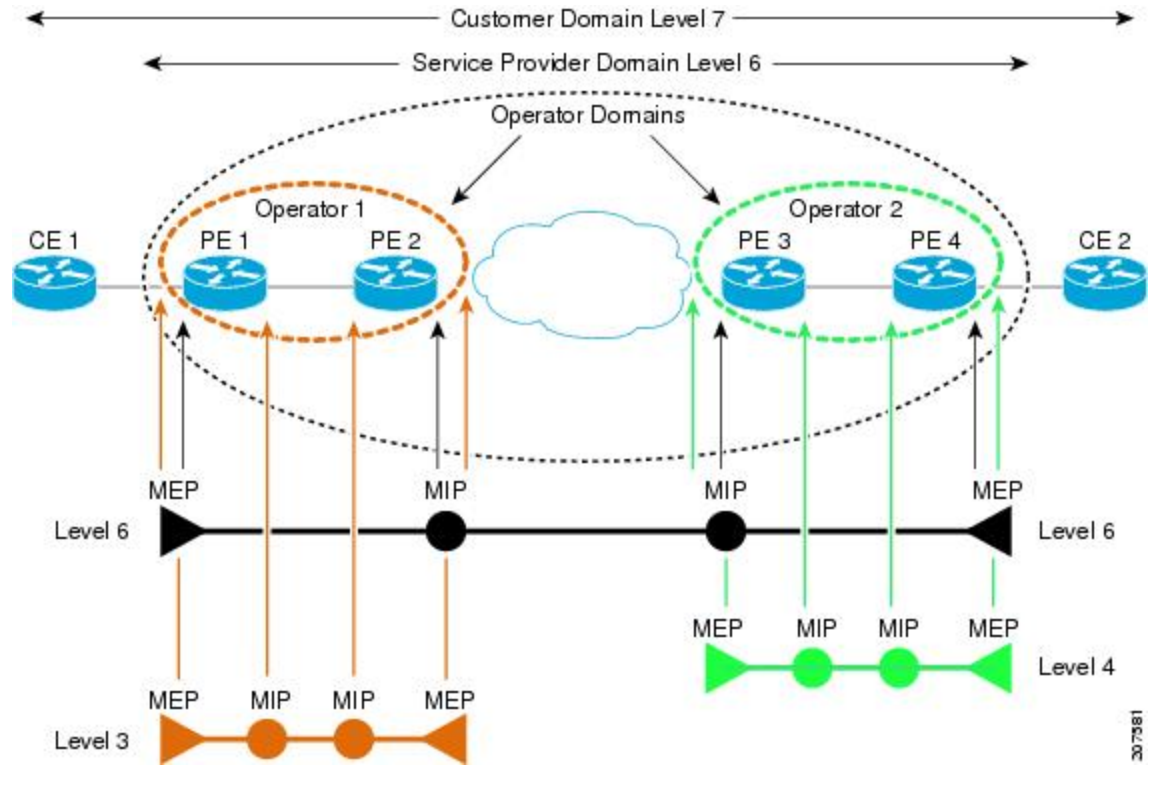 Customer Domain Level 7
Service Provider Domain Level 6
Operator Domains
Operator 1
Operator 2
CE 1
PE 1
PE 2
PE 3
PE 4
CE 2
MEP
MIP
MIP
MEP
Level 6
Level 6
MEP
MIP
MIP
MEP
Level 4
MEP
MIP
MIP
MEP
Level 3
207581